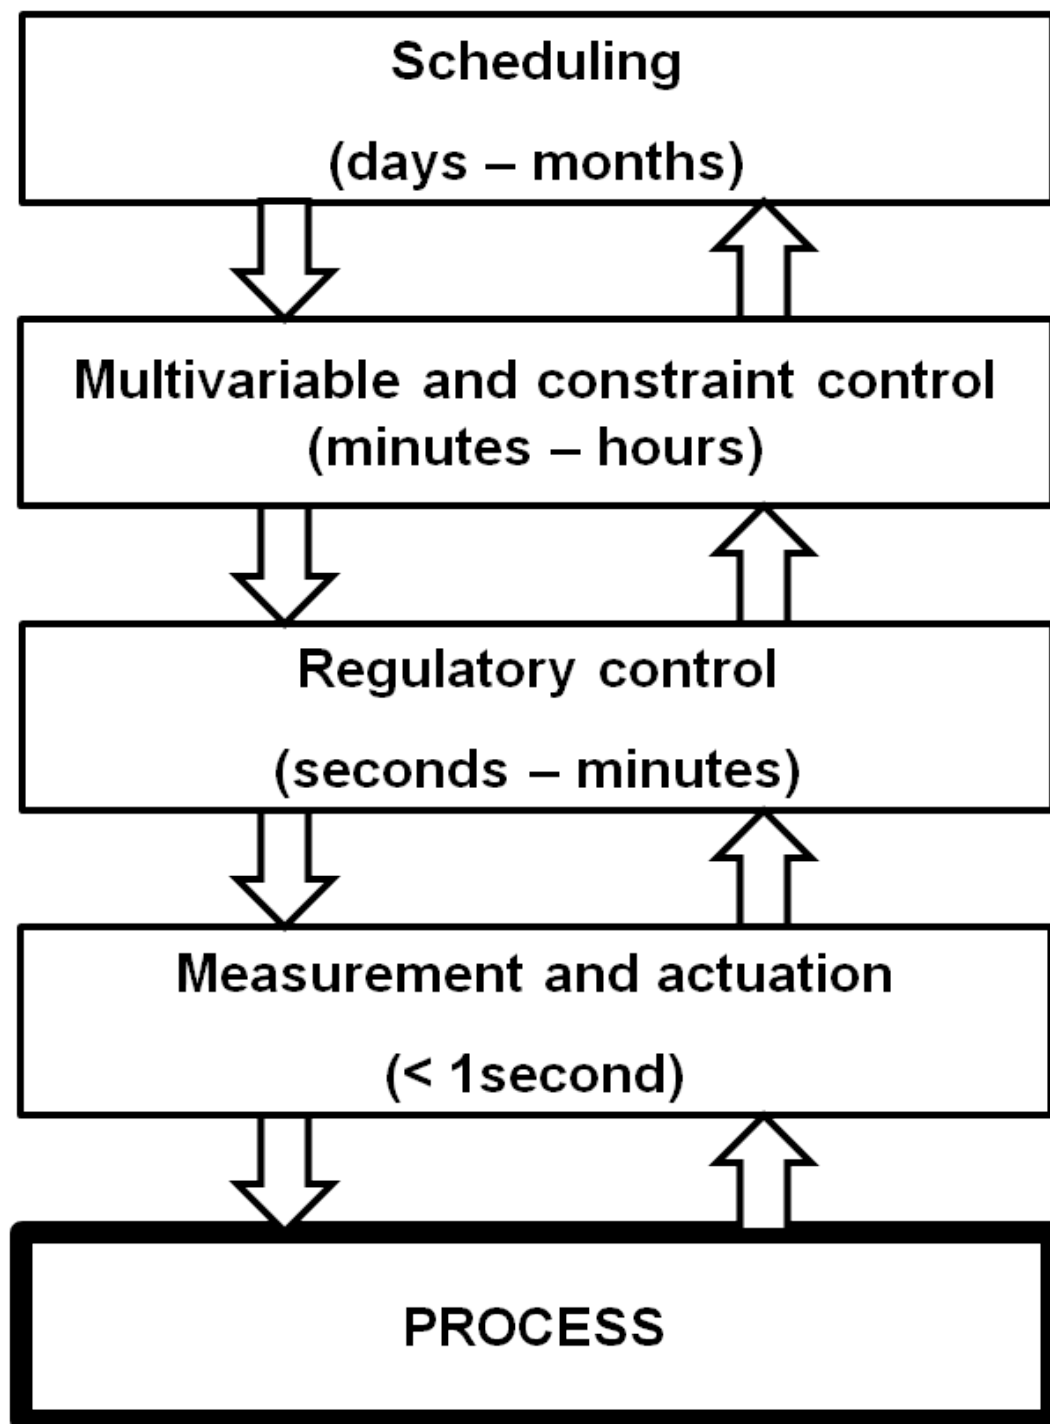 Scheduling
(days – months)
Multivariable and constraint control
(minutes – hours)
Regulatory control
(seconds – minutes)
Measurement and actuation
(< 1second)
PROCESS